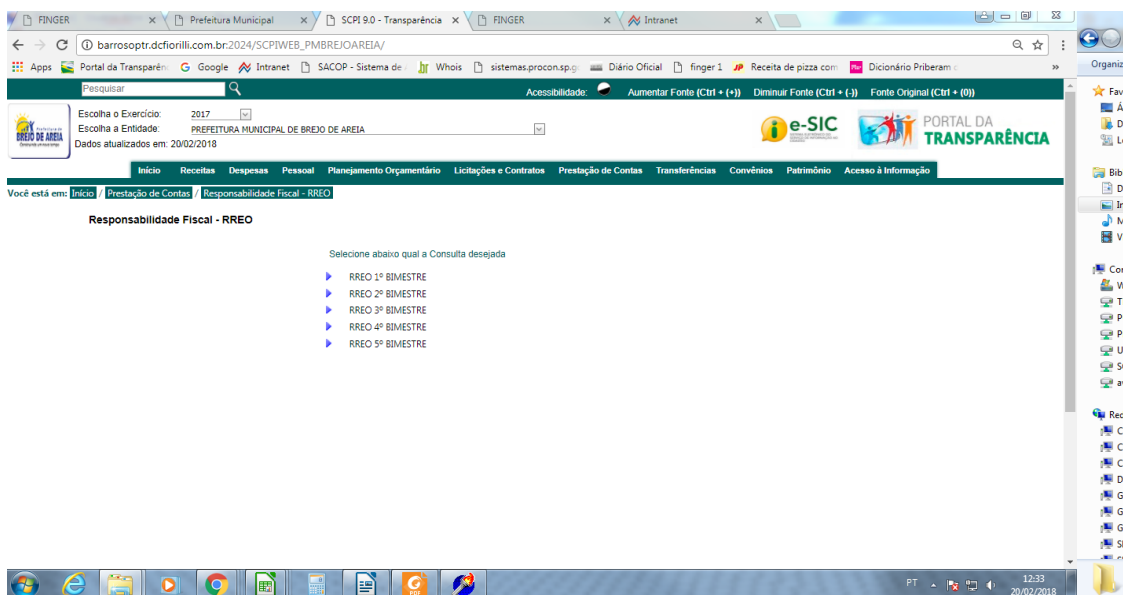 FINGER
Prefeitura Municipal
SCPI 9.0 - Transparência
FINGER
Intranet
barrosoptr.dcfiorilli.com.br:2024/SCPIWEB_PMBREJOAREIA/
Apps Portal da Transparênc Google Intranet SACOP - Sistema de Whois sistemas.procon.sp.g Diário Oficial finger 1 Receita de pizza com Dicionário Priberam »
Organiz
Pesquisar
Acessibilidade: Aumentar Fonte (Ctrl + (+)) Diminuir Fonte (Ctrl + (-)) Fonte Original (Ctrl + (0))
Escolha o Exercício: 2017
Escolha a Entidade: PREFEITURA MUNICIPAL DE BREJO DE AREIA
Dados atualizados em: 20/02/2018
BREJO DE AREIA
e-SIC
PORTAL DA
TRANSPARÊNCIA
Início Receitas Despesas Pessoal Planejamento Orçamentário Licitações e Contratos Prestação de Contas Transferências Convênios Patrimônio Acesso à Informação
Você está em: Início / Prestação de Contas / Responsabilidade Fiscal - RREO
Responsabilidade Fiscal - RREO
Selecione abaixo qual a Consulta desejada
RREO 1º BIMESTRE
RREO 2º BIMESTRE
RREO 3º BIMESTRE
RREO 4º BIMESTRE
RREO 5º BIMESTRE
Fav
Bib
Cor
Rec
PT
12:33
20/02/2018